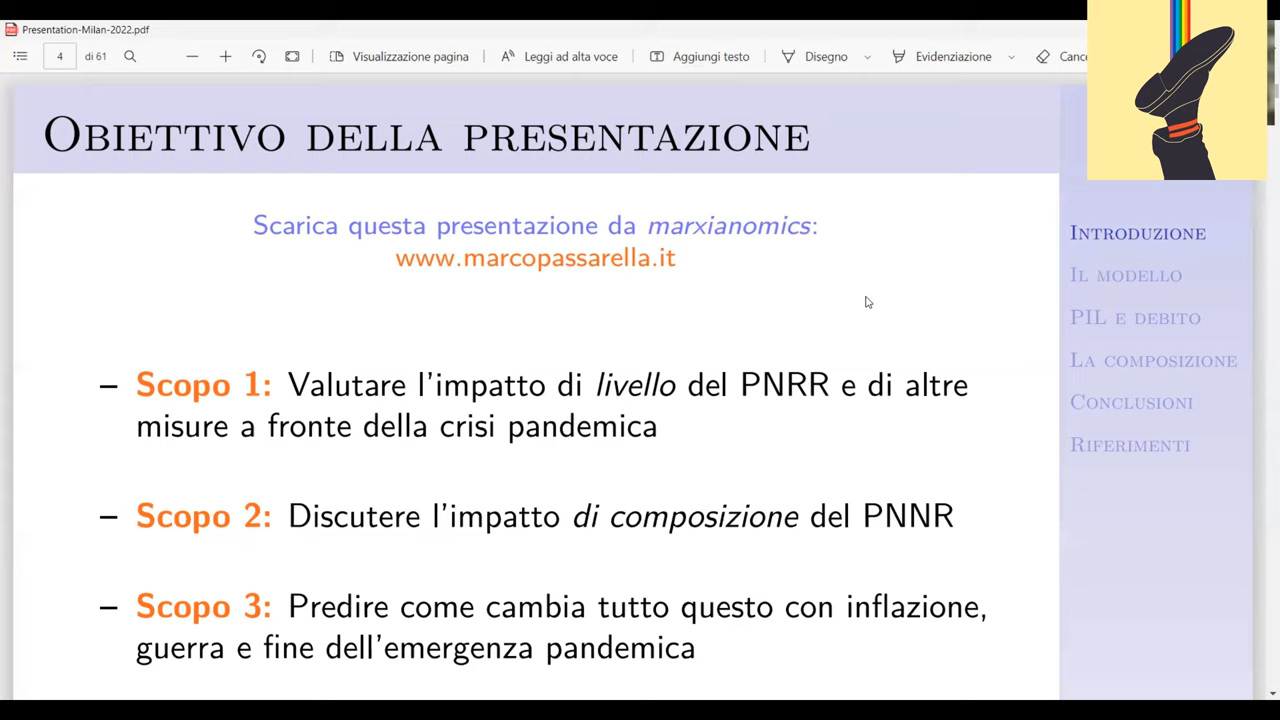 Presentation-Milan-2022.pdf
4 di 61 Visualizzazione pagina Leggi ad alta voce Aggiungi testo Disegno Evidenziazione
OBIETTIVO DELLA PRESENTAZIONE
Scarica questa presentazione da marxianomics:
www.marcopassarella.it
– Scopo 1: Valutare l'impatto di livello del PNRR e di altre
misure a fronte della crisi pandemica
– Scopo 2: Discutere l'impatto di composizione del PNNR
– Scopo 3: Predire come cambia tutto questo con inflazione,
guerra e fine dell'emergenza pandemica
INTRODUZIONE
IL MODELLO
PIL E DEBITO
LA COMPOSIZIONE
CONCLUSIONI
RIFERIMENTI